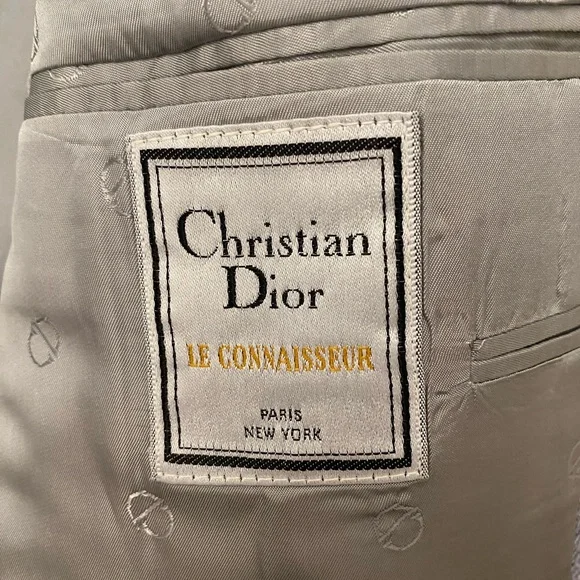 Christian
Dior
LE CONNAISSEUR
PARIS
NEW YORK